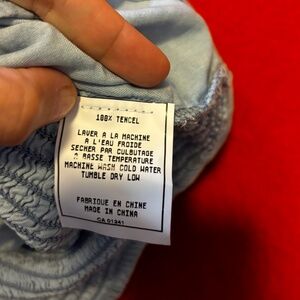 100% TENCEL
LAVER A LA MACHINE
A L'EAU FROIDE
SECHER PAR CULBUTAGE
A BASSE TEMPERATURE
MACHINE WASH COLD WATER
TUMBLE DRY LOW
FABRIQUE EN CHINE
MADE IN CHINA
CA 01341